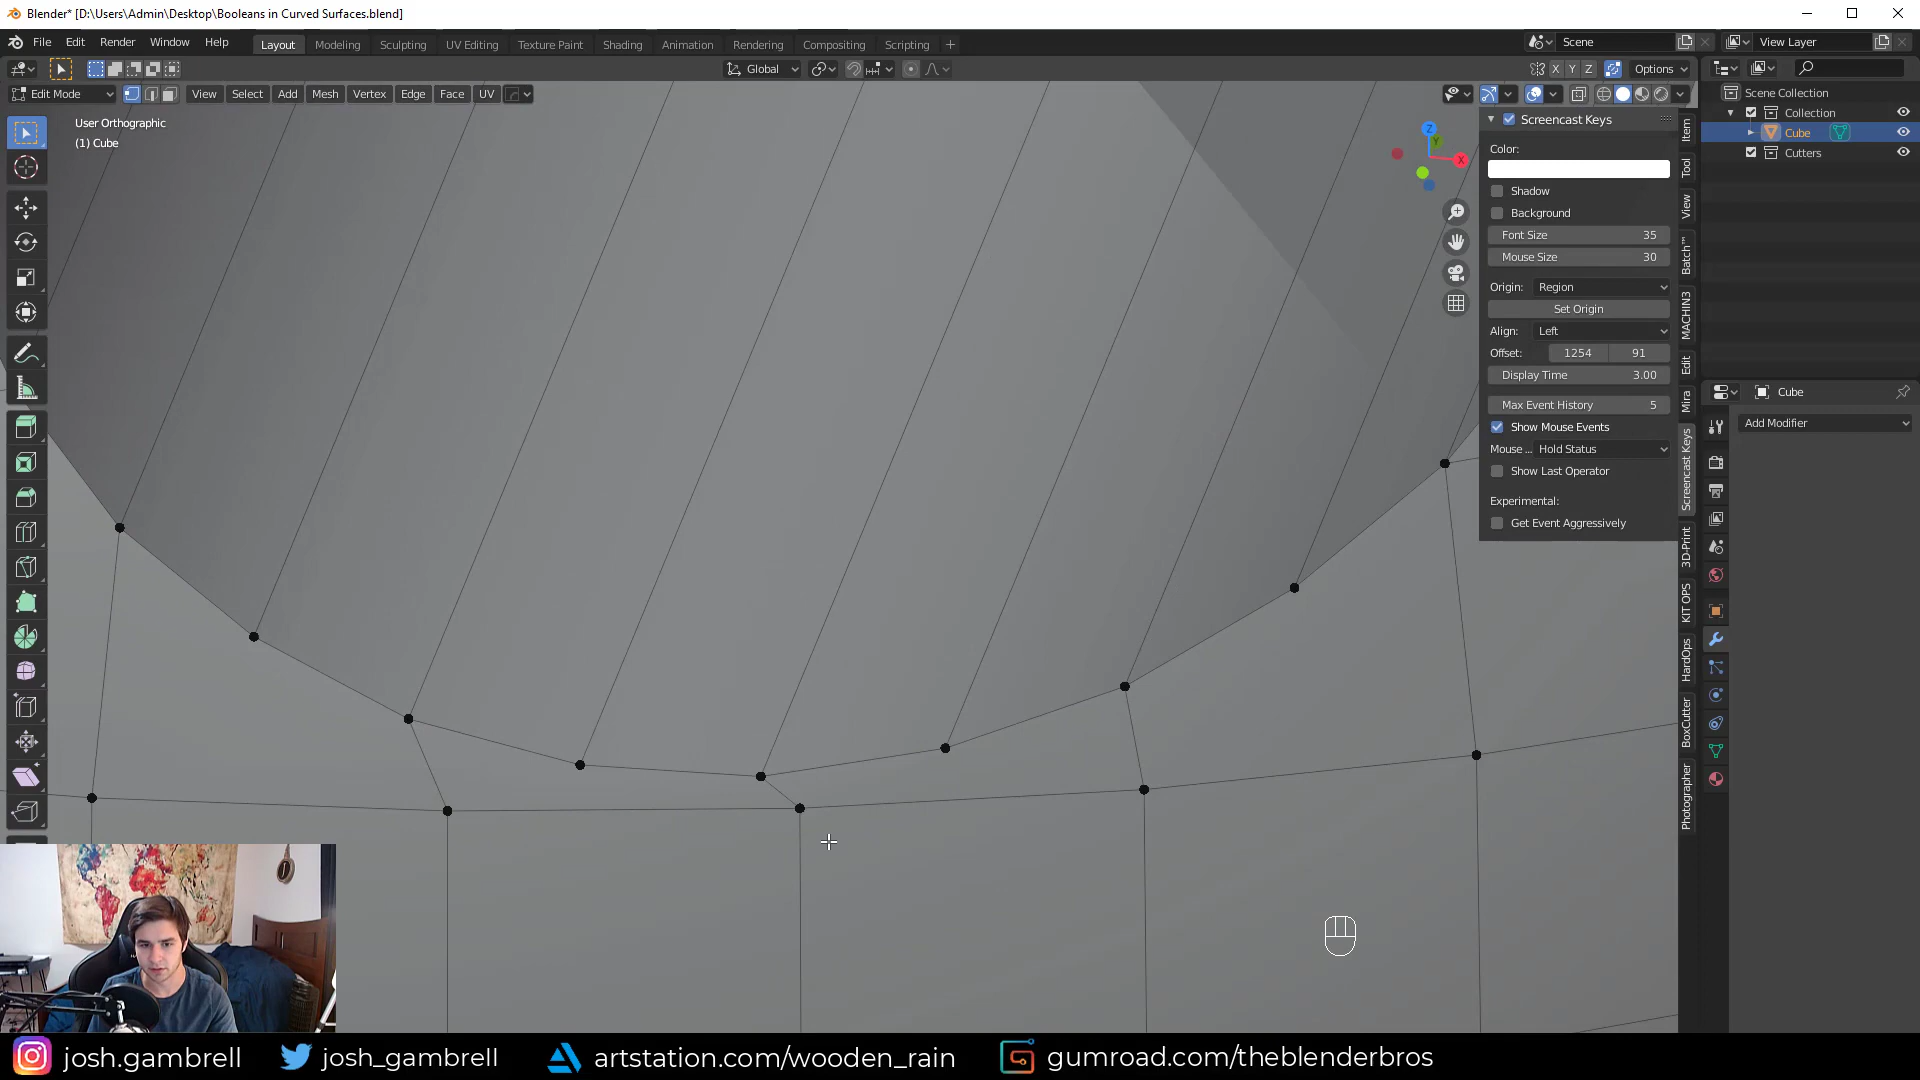 Blender* [D:\Users\Admin\Desktop\Booleans in Curved Surfaces.blend]
File Edit Render Window Help
Layout Modeling Sculpting UV Editing Texture Paint Shading Animation Rendering Compositing Scripting +
Scene
View Layer
Global
X Y Z
Options
Edit Mode
View Select Add Mesh Vertex Edge Face UV
User Orthographic
(1) Cube
Z
Y
X
Screencast Keys
Color:
Shadow
Background
Font Size 35
Mouse Size 30
Origin: Region
Set Origin
Align: Left
Offset: 1254 91
Display Time 3.00
Max Event History 5
Show Mouse Events
Mouse ... Hold Status
Show Last Operator
Experimental:
Get Event Aggressively
Item
Tool
View
Batch™
MACHIN3
Edit
Mira
Screencast Keys
3D-Print
KIT OPS
HardOps
BoxCutter
Photographer
Scene Collection
Collection
Cube
Cutters
Cube
Add Modifier
josh.gambrell
josh_gambrell
artstation.com/wooden_rain
gumroad.com/theblenderbros